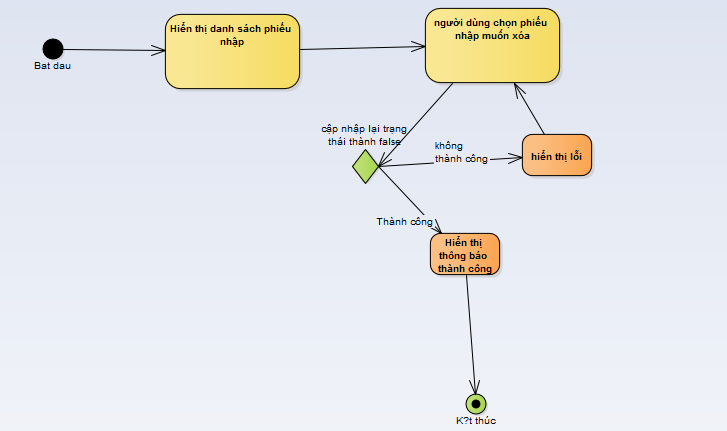 Hiển thị danh sách phiếu
nhập
người dùng chọn phiếu
nhập muốn xóa
Bat dau
cập nhập lại trạng
thái thành false
không
thành công
hiển thị lỗi
Thành công
Hiển thị
thông báo
thành công
K?t thúc